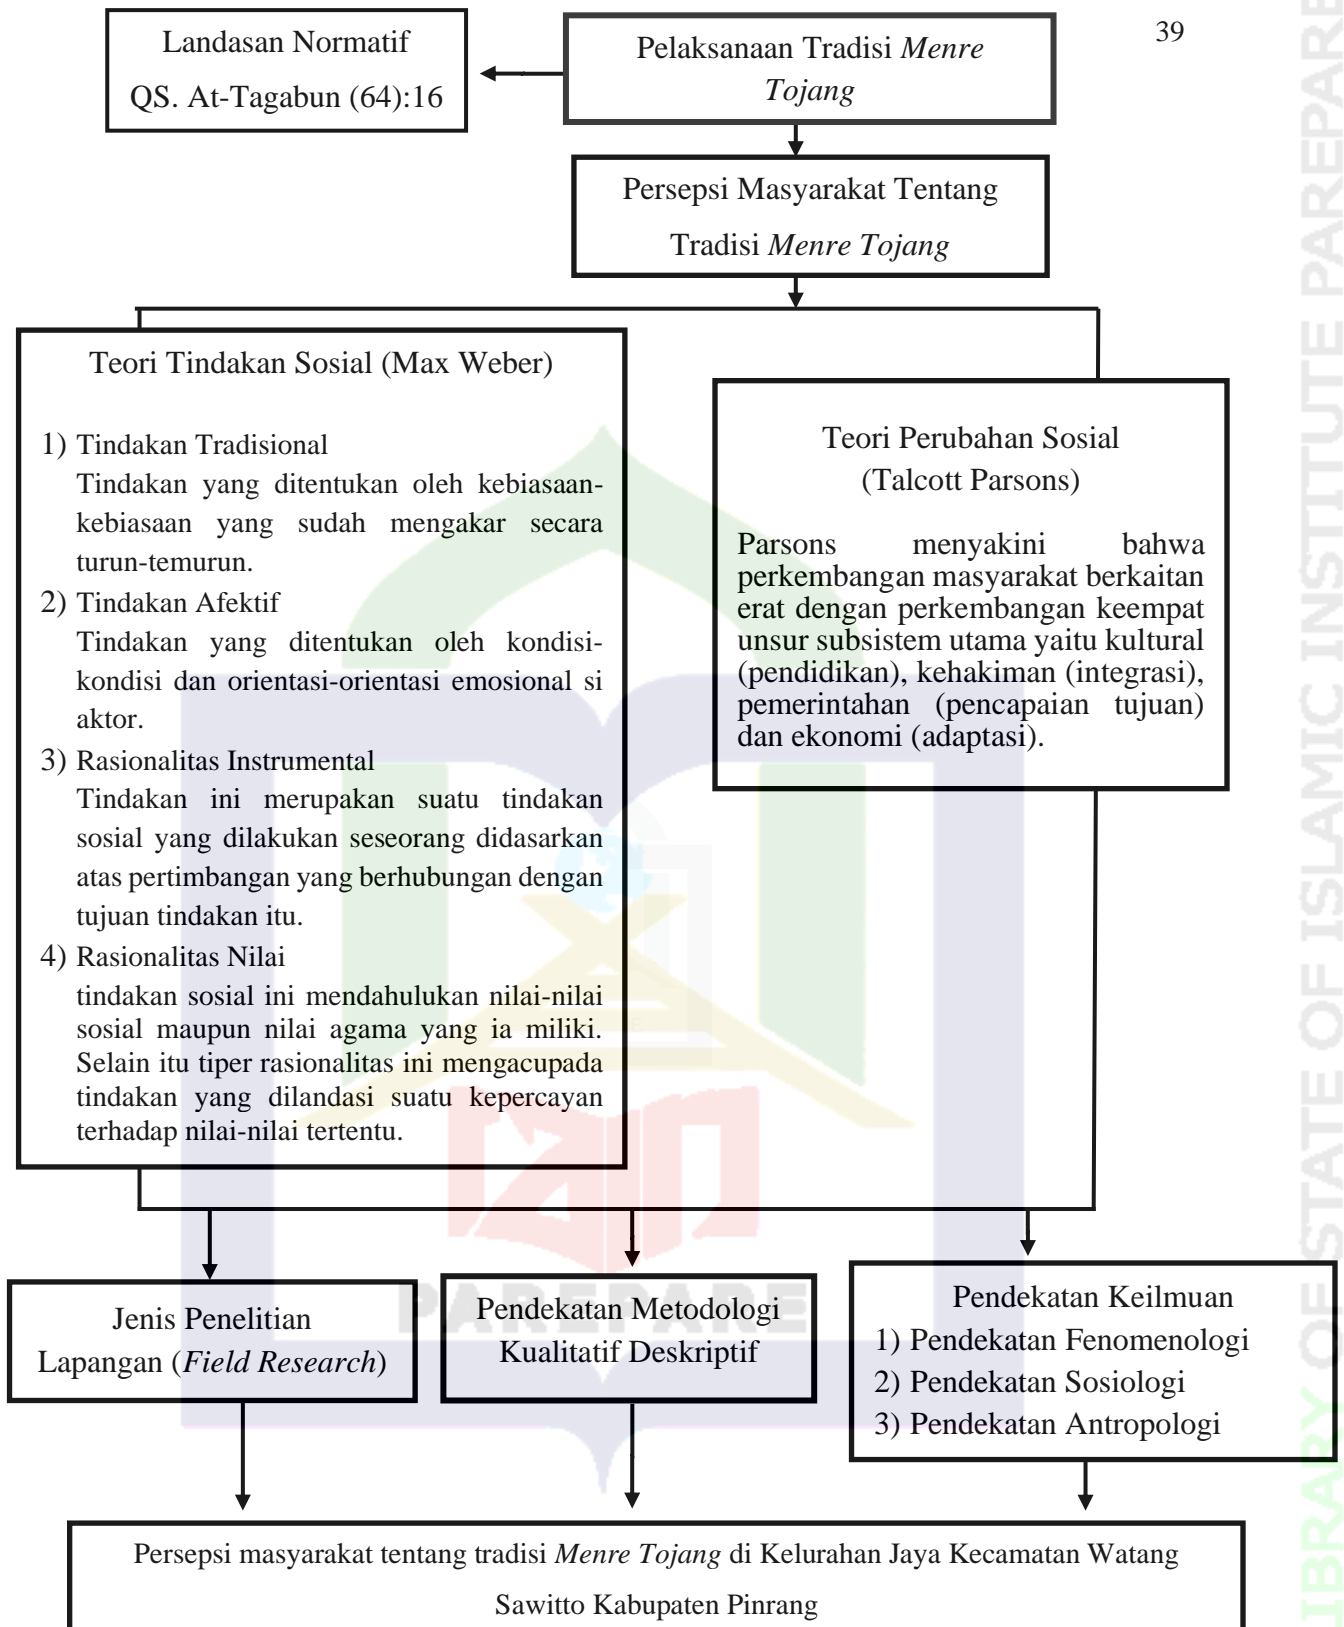 39
Landasan Normatif
QS. At-Tagabun (64):16
Pelaksanaan Tradisi Menre
Tojang
Persepsi Masyarakat Tentang
Tradisi Menre Tojang
Teori Tindakan Sosial (Max Weber)
1) Tindakan Tradisional
Tindakan yang ditentukan oleh kebiasaan-
kebiasaan yang sudah mengakar secara
turun-temurun.
2) Tindakan Afektif
Tindakan yang ditentukan oleh kondisi-
kondisi dan orientasi-orientasi emosional si
aktor.
3) Rasionalitas Instrumental
Tindakan ini merupakan suatu tindakan
sosial yang dilakukan seseorang didasarkan
atas pertimbangan yang berhubungan dengan
tujuan tindakan itu.
4) Rasionalitas Nilai
tindakan sosial ini mendahulukan nilai-nilai
sosial maupun nilai agama yang ia miliki.
Selain itu tiper rasionalitas ini mengacupada
tindakan yang dilandasi suatu kepercayan
terhadap nilai-nilai tertentu.
Teori Perubahan Sosial
(Talcott Parsons)
Parsons menyakini bahwa
perkembangan masyarakat berkaitan
erat dengan perkembangan keempat
unsur subsistem utama yaitu kultural
(pendidikan), kehakiman (integrasi),
pemerintahan (pencapaian tujuan)
dan ekonomi (adaptasi).
Jenis Penelitian
Lapangan (Field Research)
Pendekatan Metodologi
Kualitatif Deskriptif
Pendekatan Keilmuan
1) Pendekatan Fenomenologi
2) Pendekatan Sosiologi
3) Pendekatan Antropologi
Persepsi masyarakat tentang tradisi Menre Tojang di Kelurahan Jaya Kecamatan Watang
Sawitto Kabupaten Pinrang
PAREPARE
IBRARY OF STATE OF ISLAMIC INSTITUTE PAREPARE